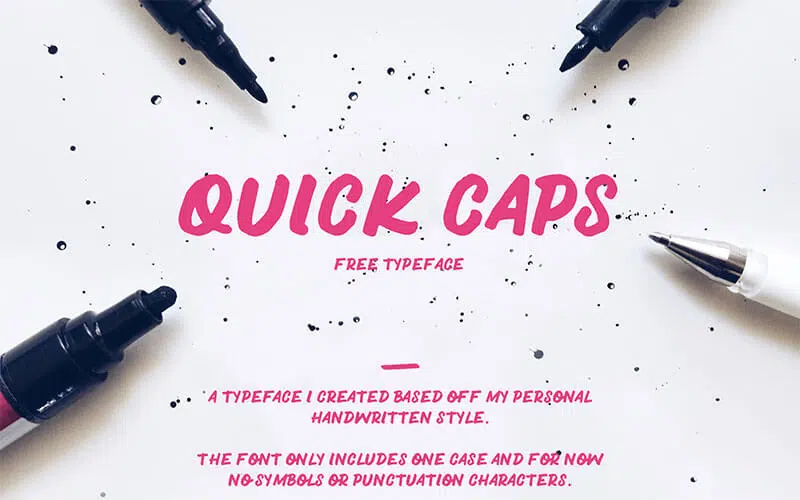 QUICK CAPS
FREE TYPEFACE
A TYPEFACE I CREATED BASED OFF MY PERSONAL
HANDWRITTEN STYLE.
THE FONT ONLY INCLUDES ONE CASE AND FOR NOW
NO SYMBOLS OR PUNCTUATION CHARACTERS.